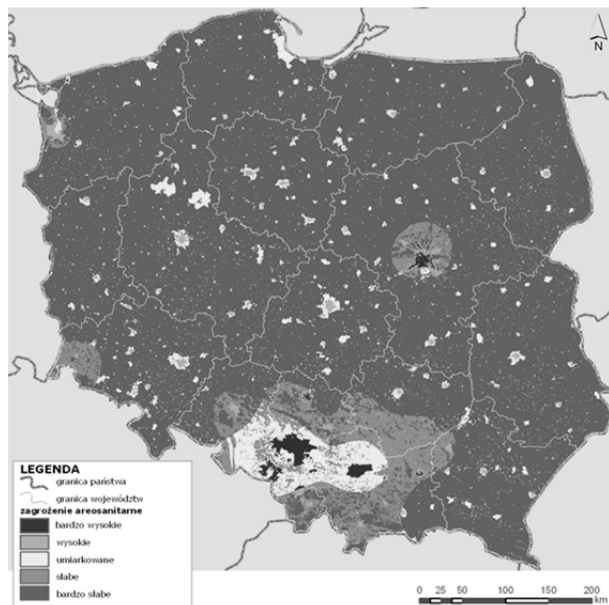 N
LEGENDA
granica państwa
granica województw
zagrożenie areosanitarne
bardzo wysokie
wysokie
umiarkowane
słabe
bardzo słabe
0 25 50 100 150 200
km